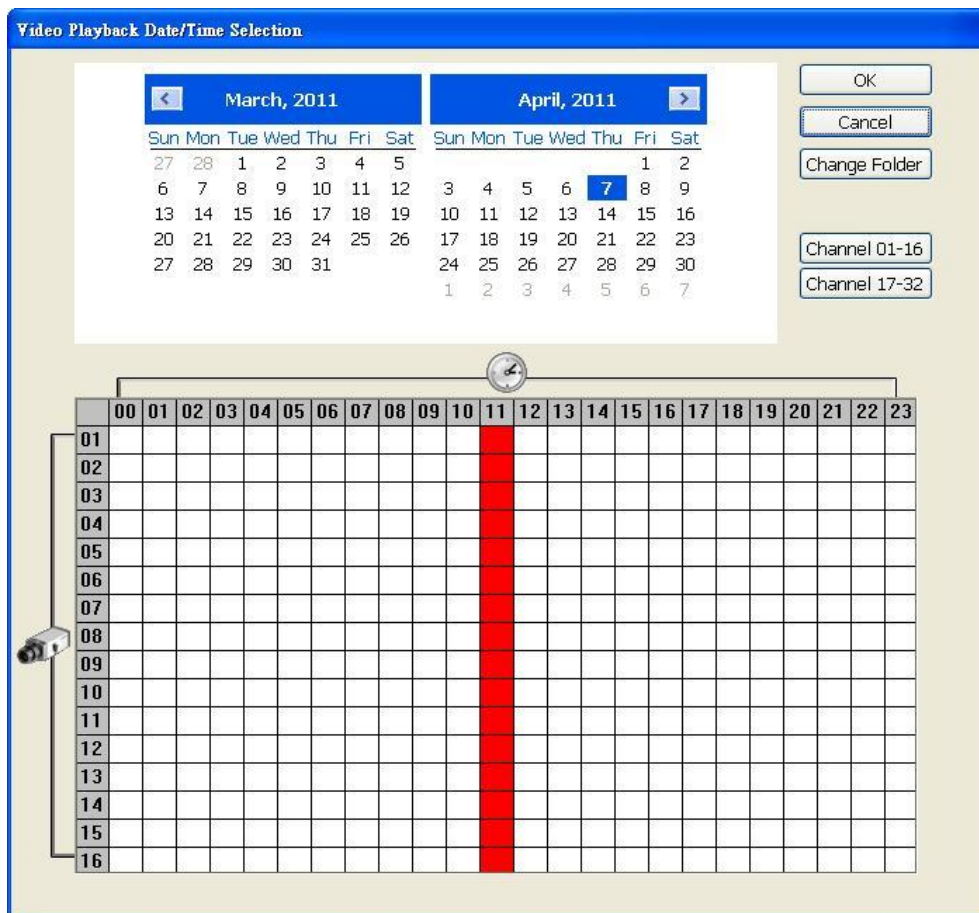 Video Playback Date/Time Selection
March, 2011
Sun Mon Tue Wed Thu Fri Sat
27 28 1 2 3 4 5
6 7 8 9 10 11 12
13 14 15 16 17 18 19
20 21 22 23 24 25 26
27 28 29 30 31
April, 2011
Sun Mon Tue Wed Thu Fri Sat
1 2
3 4 5 6 7 8 9
10 11 12 13 14 15 16
17 18 19 20 21 22 23
24 25 26 27 28 29 30
1 2 3 4 5 6 7
OK
Cancel
Change Folder
Channel 01-16
Channel 17-32
00 01 02 03 04 05 06 07 08 09 10 11 12 13 14 15 16 17 18 19 20 21 22 23
01
02
03
04
05
06
07
08
09
10
11
12
13
14
15
16